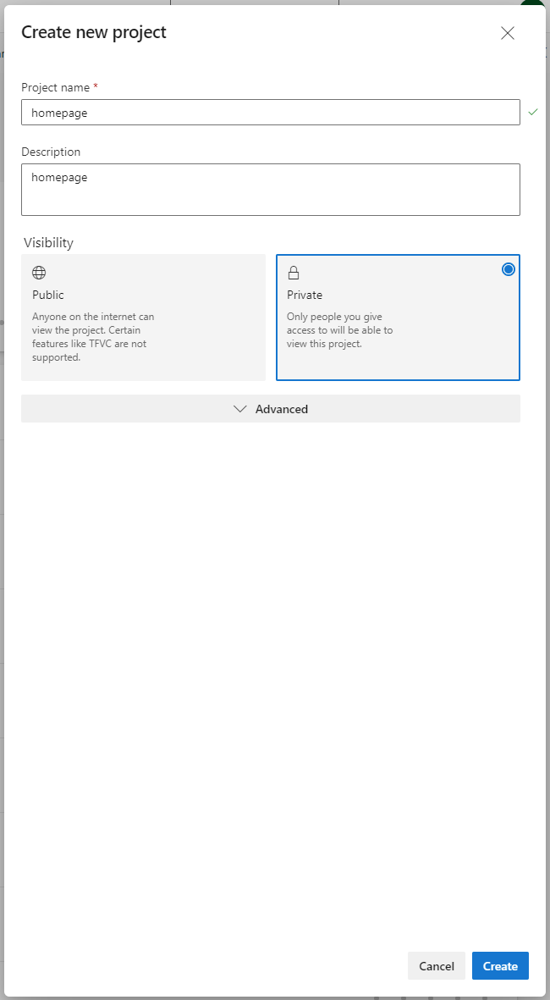 Create new project
Project name *
homepage
Description
homepage
Visibility
Public
Anyone on the internet can
view the project. Certain
features like TFVC are not
supported.
Private
Only people you give
access to will be able to
view this project.
Advanced
Cancel
Create